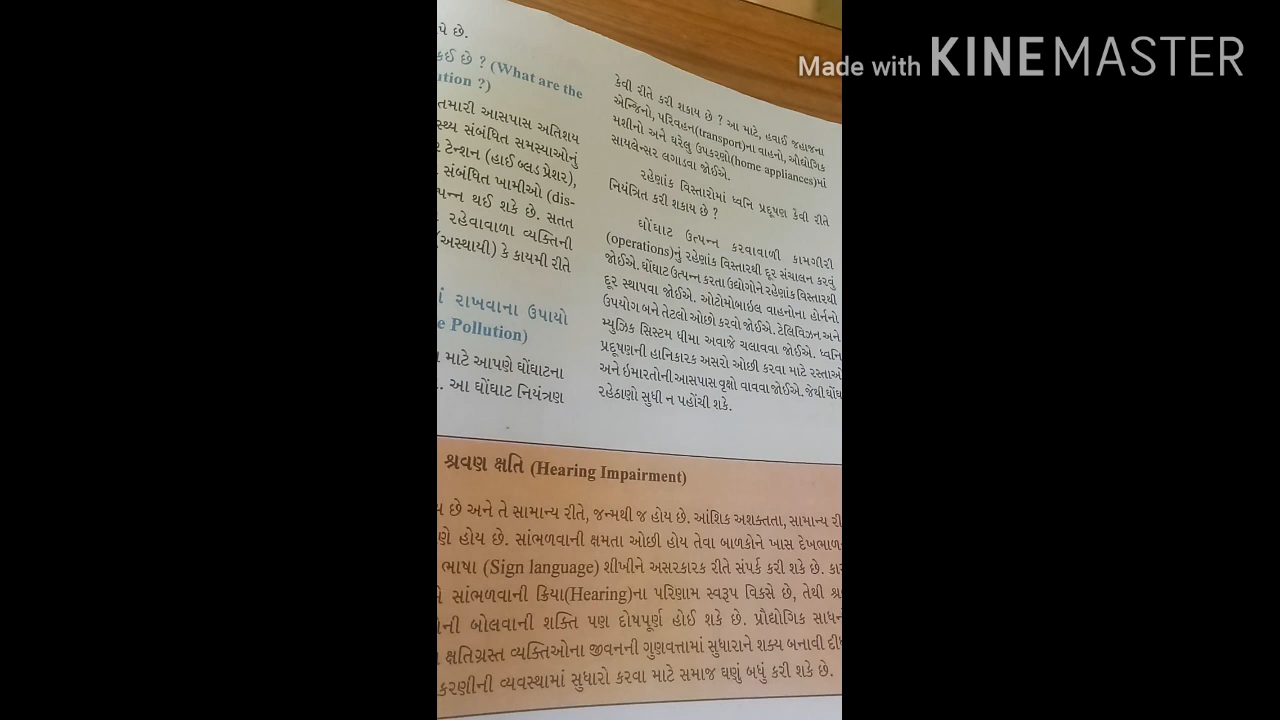 પે છે.
કઈ છે ? (What are the
ution ?)
તમારી આસપાસ અતિશય
સ્થ્ય સંબંધિત સમસ્યાઓનું
ટેન્શન (હાઈ બ્લડ પ્રેશર),
સંબંધિત ખામીઓ (dis-
પન્ન થઈ શકે છે. સતત
રહેવાવાળા વ્યક્તિની
(અસ્થાયી) કે કાયમી રીતે
રાખવાના ઉપાયો
e Pollution)
માટે આપણે ઘોંઘાટના
.. આ ઘોંઘાટ નિયંત્રણ
કેવી રીતે કરી શકાય છે ? આ માટે, હવાઈ જહાજના
એન્જિનો, પરિવહન(transport)ના વાહનો, ઔદ્યોગિક
મશીનો અને ઘરેલુ ઉપકરણો(home appliances)માં
સાયલેન્સર લગાડવા જોઈએ.
રહેણાંક વિસ્તારોમાં ધ્વનિ પ્રદૂષણ કેવી રીતે
નિયંત્રિત કરી શકાય છે ?
ઘોંઘાટ ઉત્પન્ન કરવાવાળી કામગીરી
(operations)નું રહેણાંક વિસ્તારથી દૂર સંચાલન કરવું
જોઈએ. ઘોંઘાટ ઉત્પન્ન કરતા ઉદ્યોગોને રહેણાંક વિસ્તારથી
દૂર સ્થાપવા જોઈએ. ઓટોમોબાઇલ વાહનોના હોર્નનો
ઉપયોગ બને તેટલો ઓછો કરવો જોઈએ. ટેલિવિઝન અને
મ્યુઝિક સિસ્ટમ ધીમા અવાજે ચલાવવા જોઈએ. ધ્વનિ
પ્રદૂષણની હાનિકારક અસરો ઓછી કરવા માટે રસ્તાઓ
અને ઇમારતોની આસપાસ વૃક્ષો વાવવા જોઈએ. જેથી ઘોંઘ
રહેઠાણો સુધી ન પહોંચી શકે.
શ્રવણ ક્ષતિ (Hearing Impairment)
છે અને તે સામાન્ય રીતે, જન્મથી જ હોય છે. આંશિક અશક્તતા, સામાન્ય રી
ણે હોય છે. સાંભળવાની ક્ષમતા ઓછી હોય તેવા બાળકોને ખાસ દેખભાળ
ભાષા (Sign language) શીખીને અસરકારક રીતે સંપર્ક કરી શકે છે. કા
સાંભળવાની ક્રિયા(Hearing)ના પરિણામ સ્વરૂપ વિકસે છે, તેથી શ્ર
ની બોલવાની શક્તિ પણ દોષપૂર્ણ હોઈ શકે છે. પ્રૌદ્યોગિક સાધન
ક્ષતિગ્રસ્ત વ્યક્તિઓના જીવનની ગુણવત્તામાં સુધારાને શક્ય બનાવી દી
કરણીની વ્યવસ્થામાં સુધારો કરવા માટે સમાજ ઘણું બધું કરી શકે છે.
Made with KINEMASTER